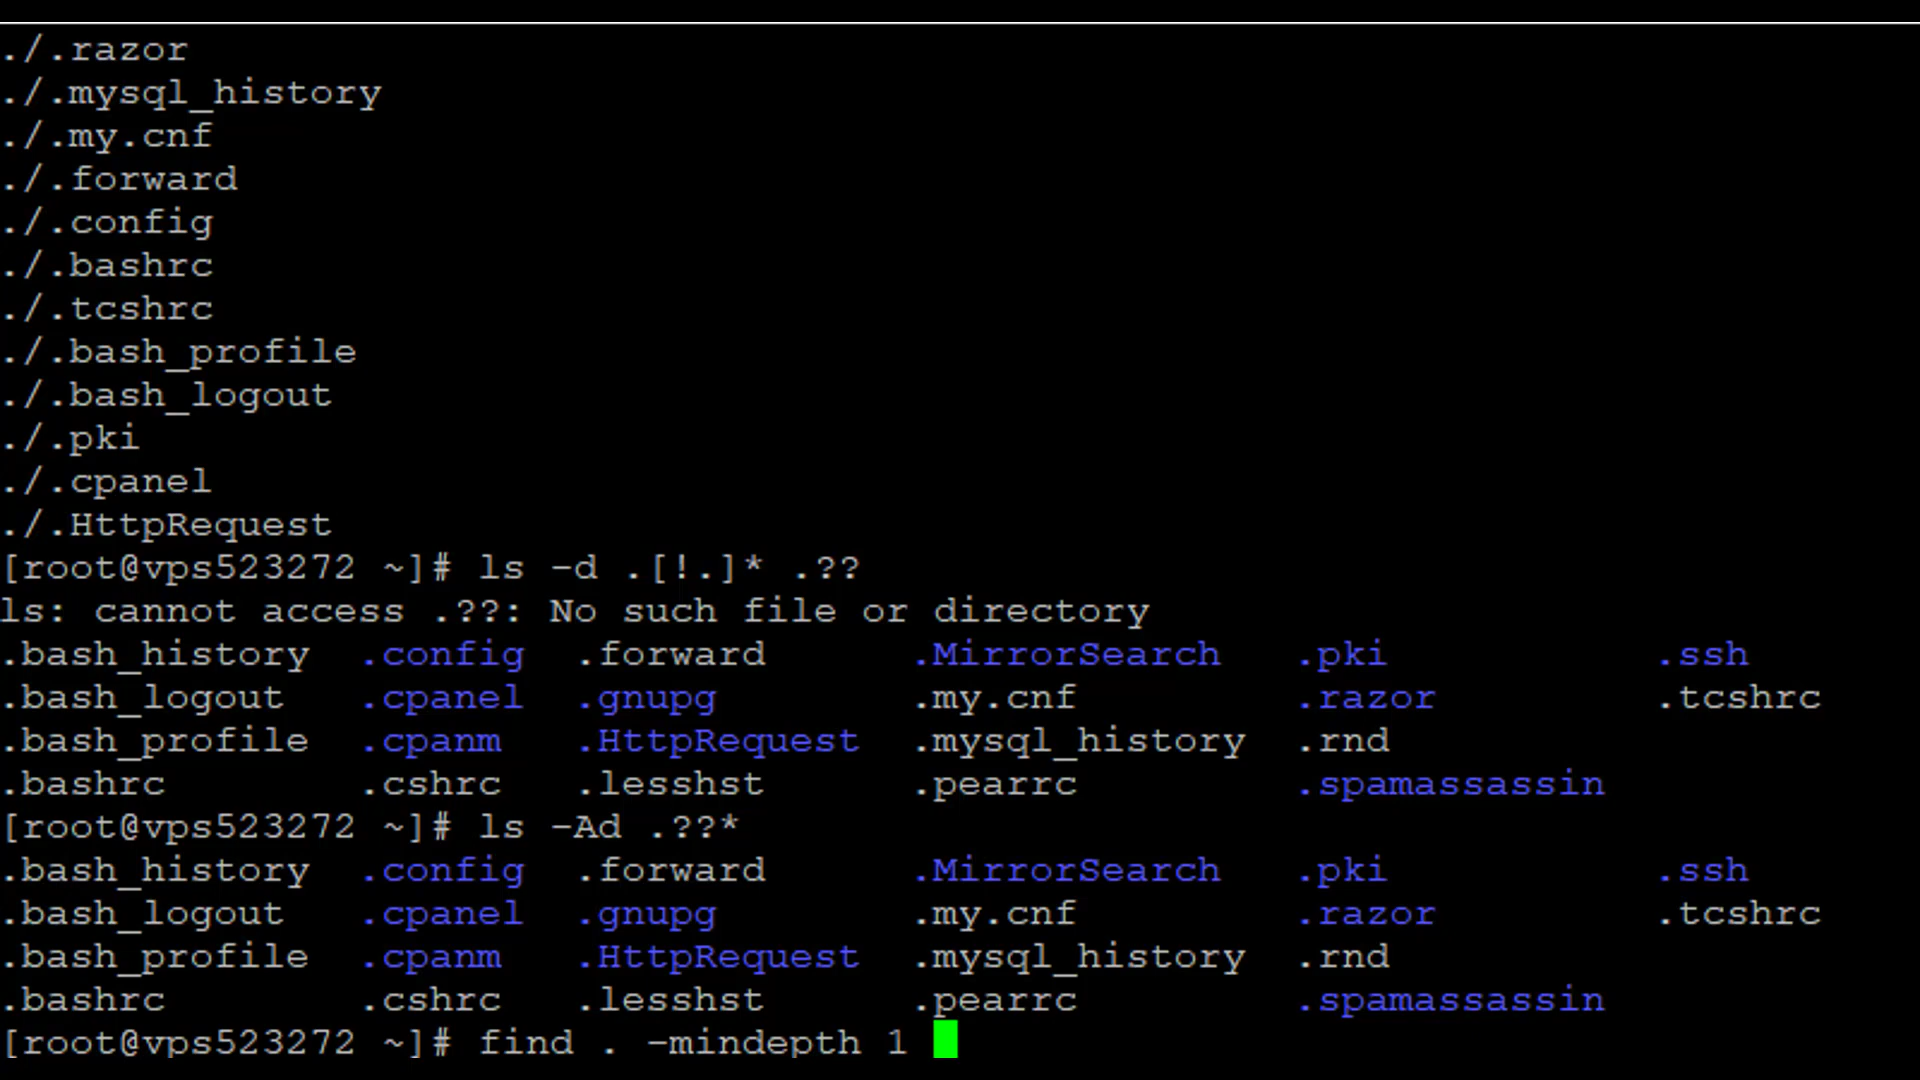 ./.razor
./.mysql_history
./.my.cnf
./.forward
./.config
./.bashrc
./.tcshrc
./.bash_profile
./.bash_logout
./.pki
./.cpanel
./.HttpRequest
[root@vps523272 ~]# ls -d .[!.]* .??
ls: cannot access .??: No such file or directory
.bash_history .config .forward .MirrorSearch .pki .ssh
.bash_logout .cpanel .gnupg .my.cnf .razor .tcshrc
.bash_profile .cpanm .HttpRequest .mysql_history .rnd
.bashrc .cshrc .lesshst .pearrc .spamassassin
[root@vps523272 ~]# ls -Ad .??*
.bash_history .config .forward .MirrorSearch .pki .ssh
.bash_logout .cpanel .gnupg .my.cnf .razor .tcshrc
.bash_profile .cpanm .HttpRequest .mysql_history .rnd
.bashrc .cshrc .lesshst .pearrc .spamassassin
[root@vps523272 ~]# find . -mindepth 1